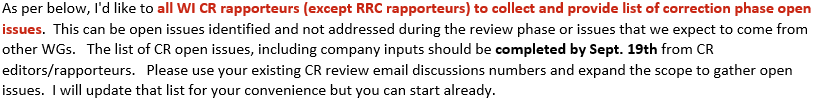 As per below, I'd like to all WI CR rapporteurs (except RRC rapporteurs) to collect and provide list of correction phase open
issues.  This can be open issues identified and not addressed during the review phase or issues that we expect to come from
other WGs.   The list of CR open issues, including company inputs should be completed by Sept. 19th from CR
editors/rapporteurs.   Please use your existing CR review email discussions numbers and expand the scope to gather open
issues.  I will update that list for your convenience but you can start already.